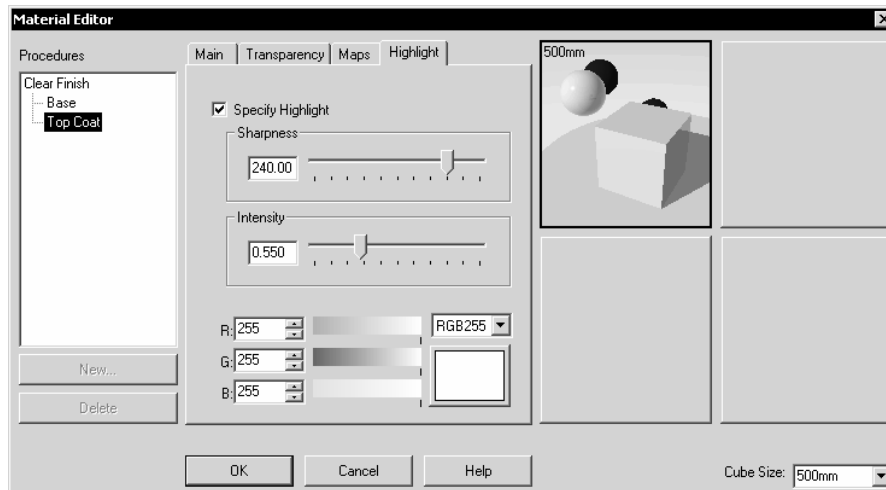 Material Editor
Procedures
Clear Finish
Base
Top Coat
New...
Delete
Main Transparency Maps Highlight
Specify Highlight
Sharpness
240.00
Intensity
0.550
R: 255
G: 255
B: 255
RGB255
OK Cancel Help
500mm
Cube Size: 500mm